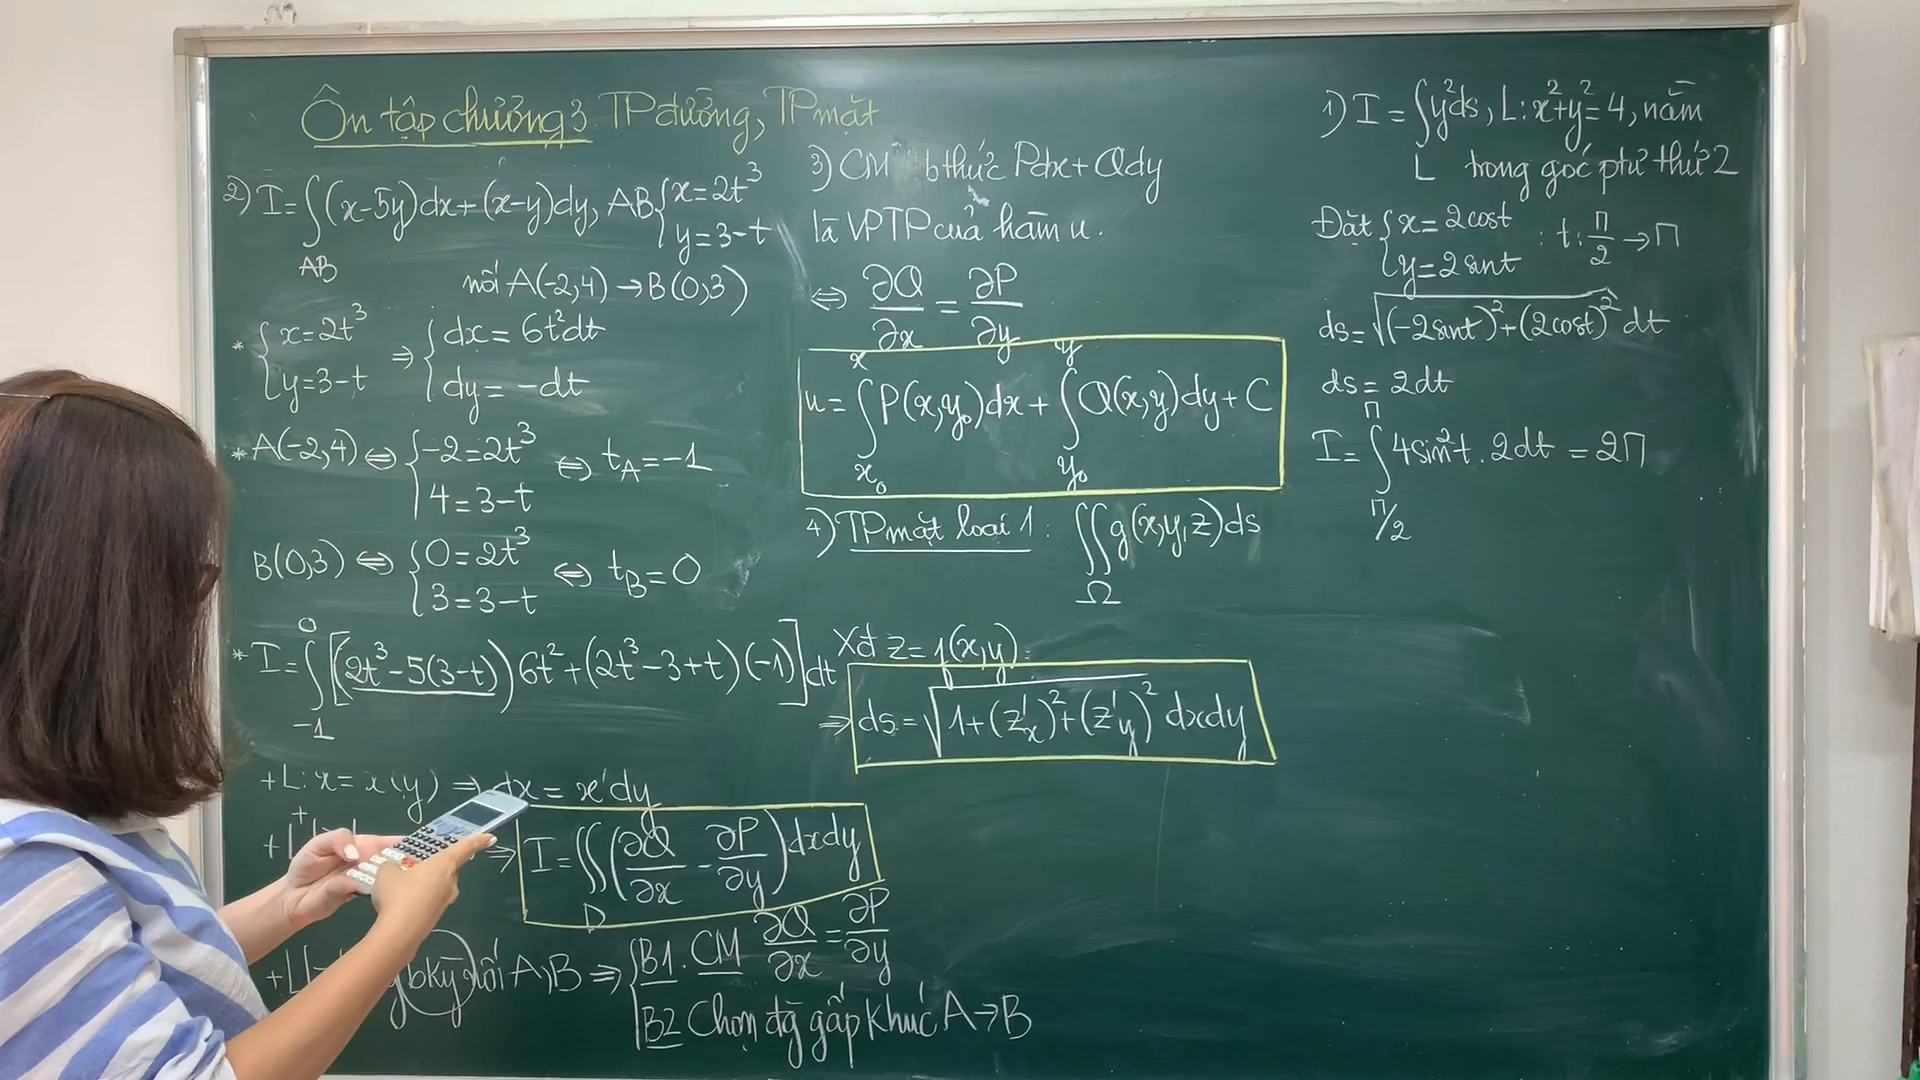 Ôn tập chương 3 TP đường, TP mặt
2) I = ∫_{AB} (x-5y)dx + (x-y)dy, AB { x = 2t³
y = 3-t
nối A(-2,4) → B(0,3))
* { x = 2t³ ⇒ { dx = 6t²dt
y = 3-t dy = -dt
* A(-2,4) ⇔ { -2 = 2t³ ⇔ t_A = -1
4 = 3-t
B(0,3) ⇔ { 0 = 2t³ ⇔ t_B = 0
3 = 3-t
* I = ∫_{-1}^{0} [(2t³-5(3-t))6t² + (2t³-3+t)(-1)]dt
+ L: x = x(y) ⇒ dx = x'dy
⇒ I = ∬_D (∂Q/∂x - ∂P/∂y) dxdy
bkỳ nối A,B ⇒ { B1. CM ∂Q/∂x = ∂P/∂y
B2 Chọn đg gấp khúc A→B
3) CM bthức Pdx + Qdy
là VPTP của hàm u.
⇔ ∂Q/∂x = ∂P/∂y
u = ∫_{x₀}^{x} P(x,y₀)dx + ∫_{y₀}^{y} Q(x,y)dy + C
4) TP mặt loại 1: ∬_Ω g(x,y,z)ds
Xđ z = f(x,y):
⇒ ds = √(1+(z'x)²+(z'y)²) dxdy
1) I = ∫_L y²ds, L: x²+y² = 4, nằm
trong góc ptư thứ 2
Đặt { x = 2cost : t: π/2 → π
y = 2sint
ds = √((-2sint)²+(2cost)²) dt
ds = 2dt
I = ∫_{π/2}^{π} 4sin²t . 2dt = 2π